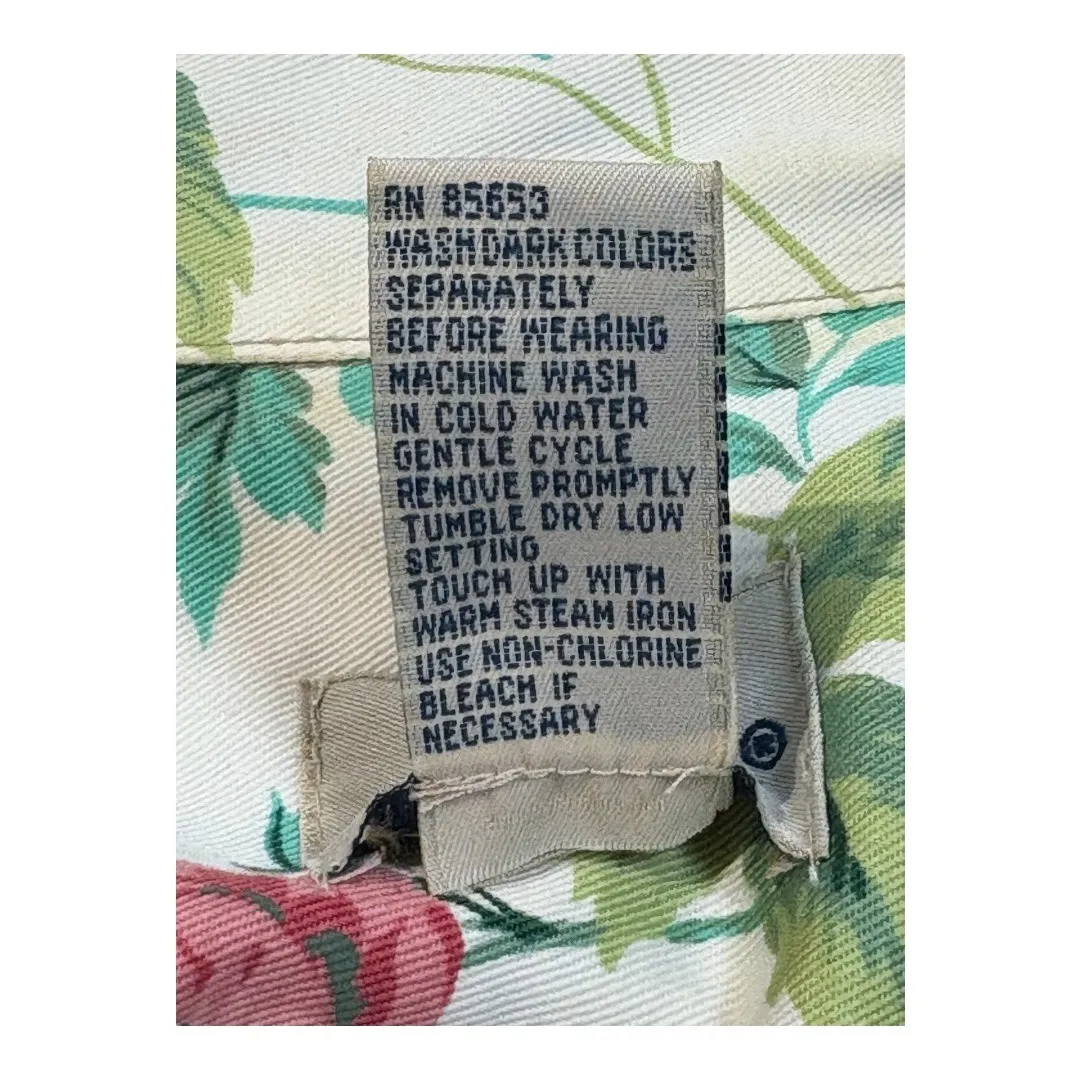 RN 85653
WASH DARK COLORS
SEPARATELY
BEFORE WEARING
MACHINE WASH
IN COLD WATER
GENTLE CYCLE
REMOVE PROMPTLY
TUMBLE DRY LOW
SETTING
TOUCH UP WITH
WARM STEAM IRON
USE NON-CHLORINE
BLEACH IF
NECESSARY
®